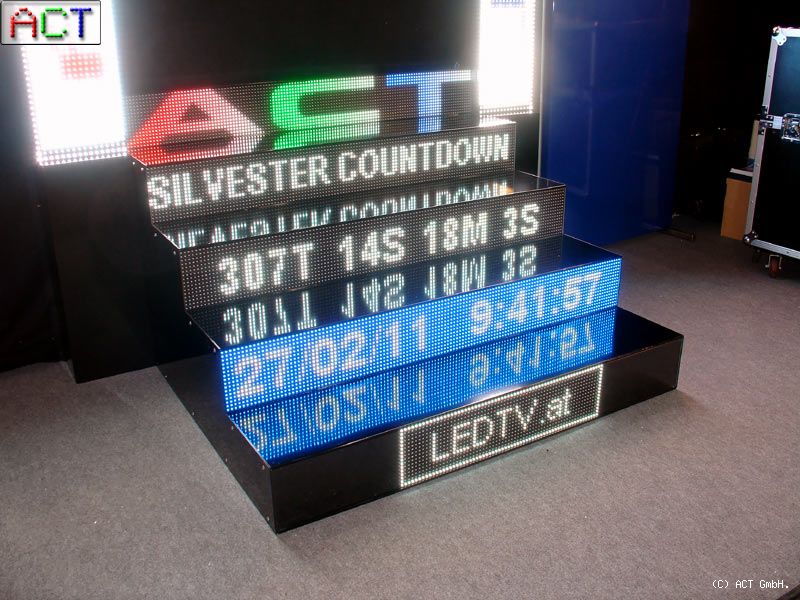 ACT
ACT
SILVESTER COUNTDOWN
307T 14S 18M 3S
27/02/11 9:41:57
LEDTV.at
(C) ACT GmbH.